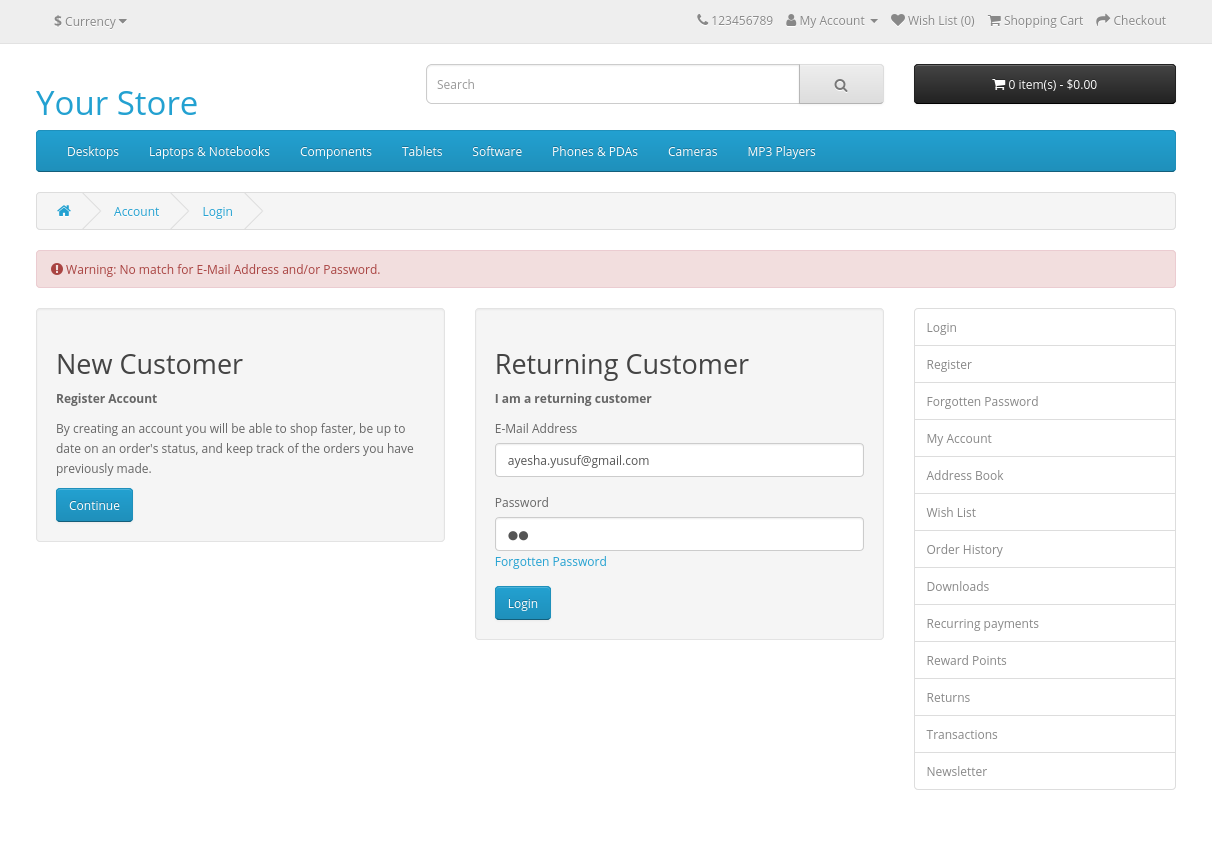 $ Currency
123456789 My Account Wish List (0) Shopping Cart Checkout
Your Store
Search
0 item(s) - $0.00
Desktops Laptops & Notebooks Components Tablets Software Phones & PDAs Cameras MP3 Players
Account Login
Warning: No match for E-Mail Address and/or Password.
New Customer
Register Account
By creating an account you will be able to shop faster, be up to
date on an order's status, and keep track of the orders you have
previously made.
Continue
Returning Customer
I am a returning customer
E-Mail Address
ayesha.yusuf@gmail.com
Password
●●
Forgotten Password
Login
Login
Register
Forgotten Password
My Account
Address Book
Wish List
Order History
Downloads
Recurring payments
Reward Points
Returns
Transactions
Newsletter